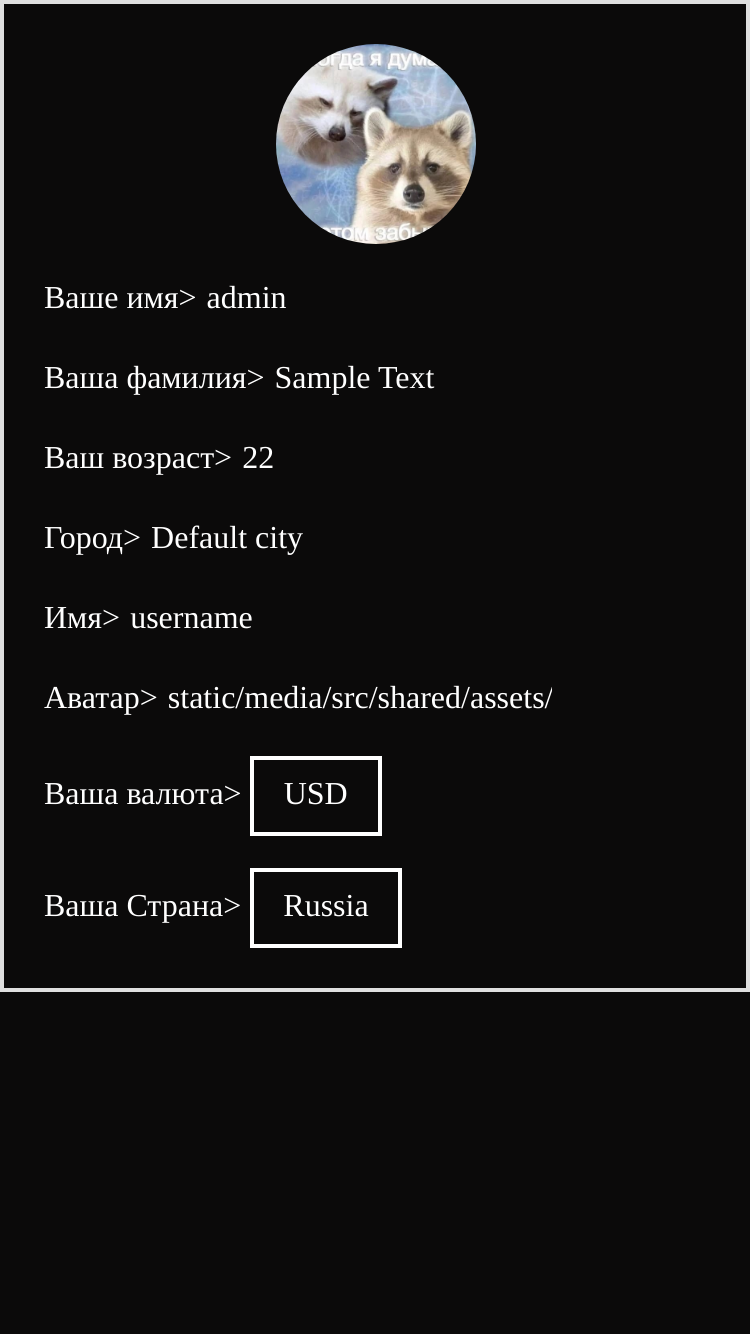 я
Ваше имя> admin
Ваша фамилия> Sample Text
Ваш возраст> 22
Город> Default city
Имя> username
Аватар> static/media/src/shared/assets/
Ваша валюта> USD
Ваша Страна> Russia